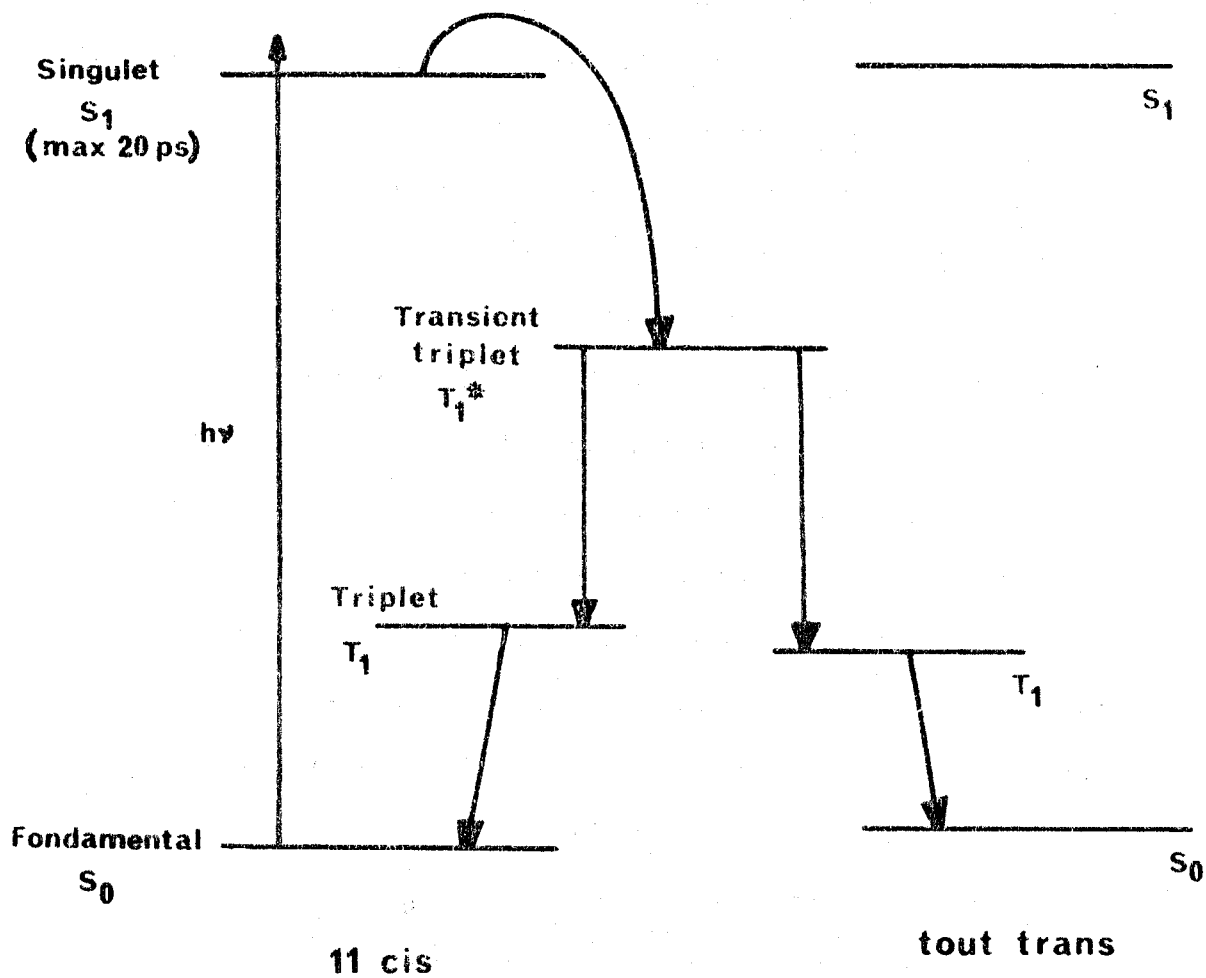 Singulet
S1
(max 20 ps)
S1
Transient
triplet
T1*
hν
Triplet
T1
T1
Fondamental
S0
S0
11 cis
tout trans